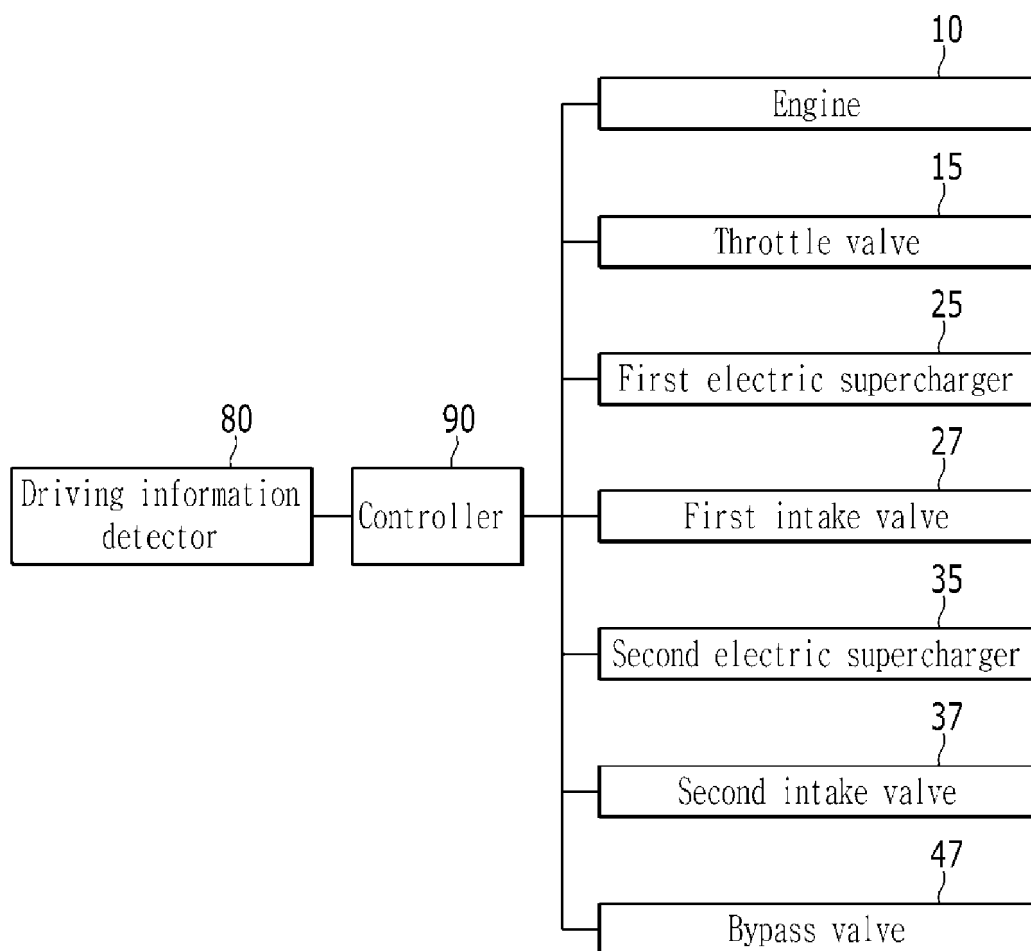 10
Engine
15
Throttle valve
25
First electric supercharger
80
90
27
Driving information
detector
Controller
First intake valve
35
Second electric supercharger
37
Second intake valve
47
Bypass valve